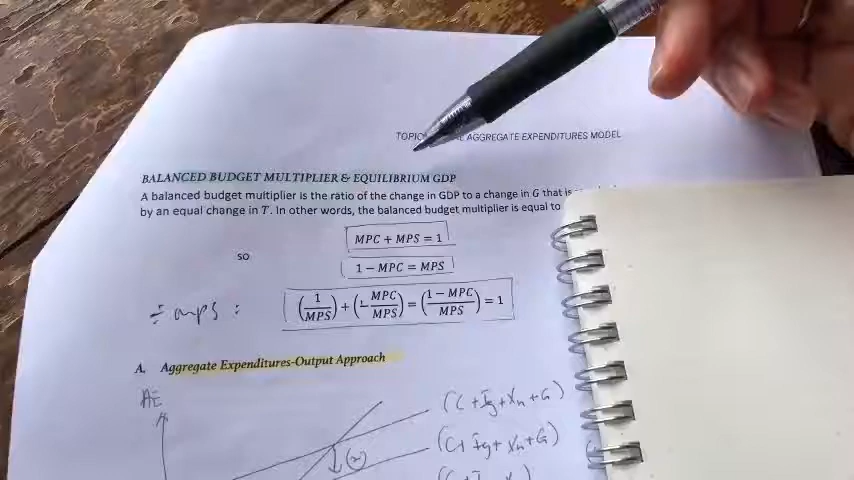 AGGREGATE EXPENDITURES MODEL
BALANCED BUDGET MULTIPLIER & EQUILIBRIUM GDP
A balanced budget multiplier is the ratio of the change in GDP to a change in G that is
by an equal change in T. In other words, the balanced budget multiplier is equal to
MPC + MPS = 1
so
1 − MPC = MPS
÷ mps : (1/MPS) + (−MPC/MPS) = (1 − MPC/MPS) = 1
A. Aggregate Expenditures-Output Approach
AE
(C + Ig + Xn + G)
(C + Ig + Xn + G)
(-)